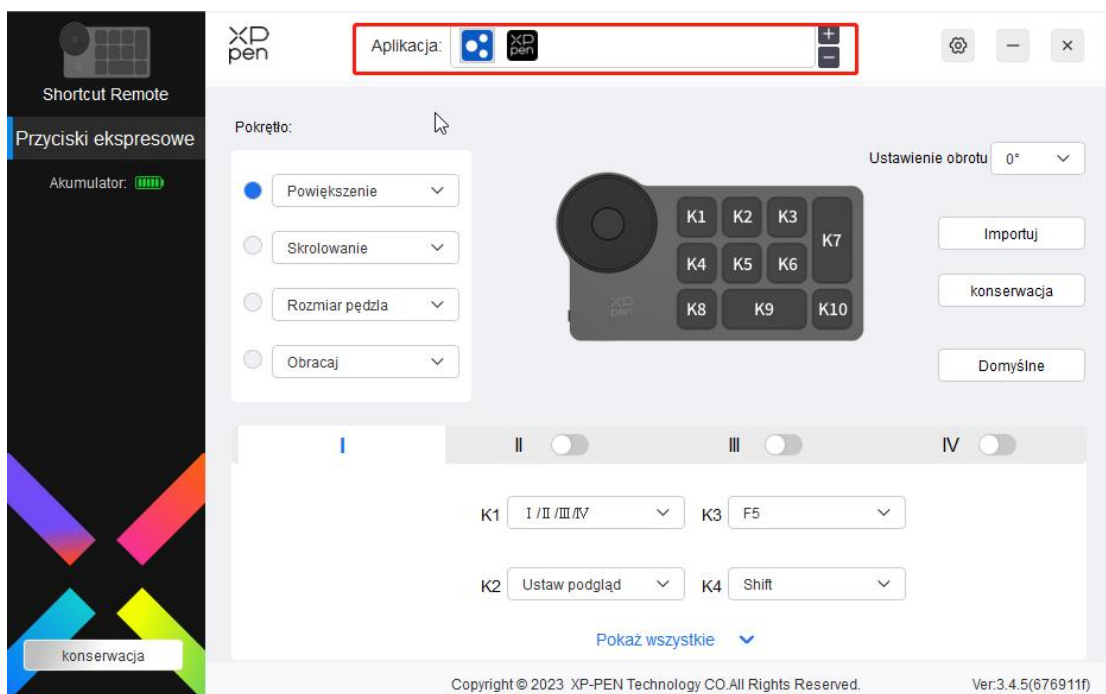 XP
pen
Aplikacja:
XP
pen
+
−
Shortcut Remote
Przyciski ekspresowe
Akumulator:
Pokrętło:
Ustawienie obrotu 0°
Powiększenie
Skrolowanie
Rozmiar pędzla
Obracaj
K1 K2 K3
K7
K4 K5 K6
K8 K9 K10
XP
pen
Importuj
konserwacja
Domyślne
I II III IV
K1 I/II/III/IV K3 F5
K2 Ustaw podgląd K4 Shift
Pokaż wszystkie
konserwacja
Copyright © 2023 XP-PEN Technology CO.All Rights Reserved. Ver:3.4.5(676911f)